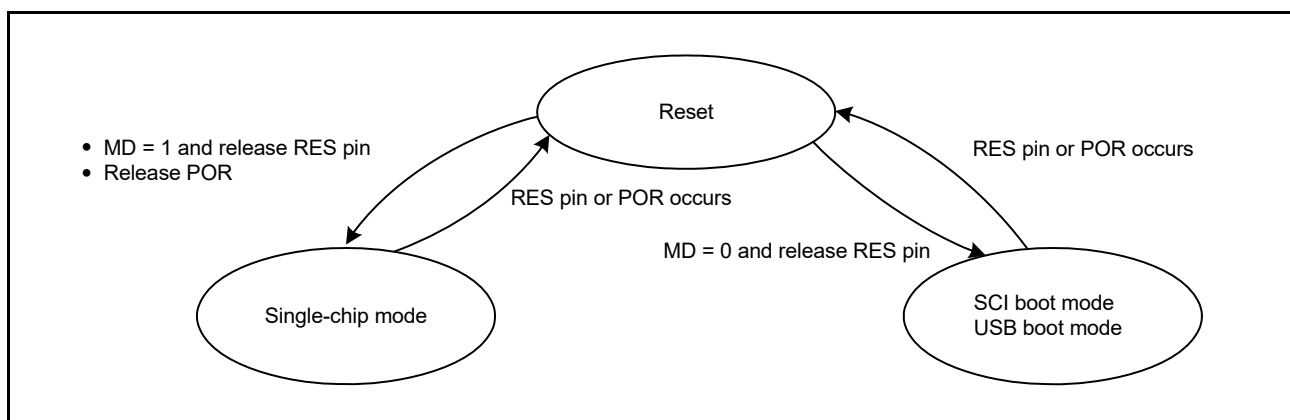 Reset
• MD = 1 and release RES pin
• Release POR
RES pin or POR occurs
RES pin or POR occurs
MD = 0 and release RES pin
Single-chip mode
SCI boot mode
USB boot mode